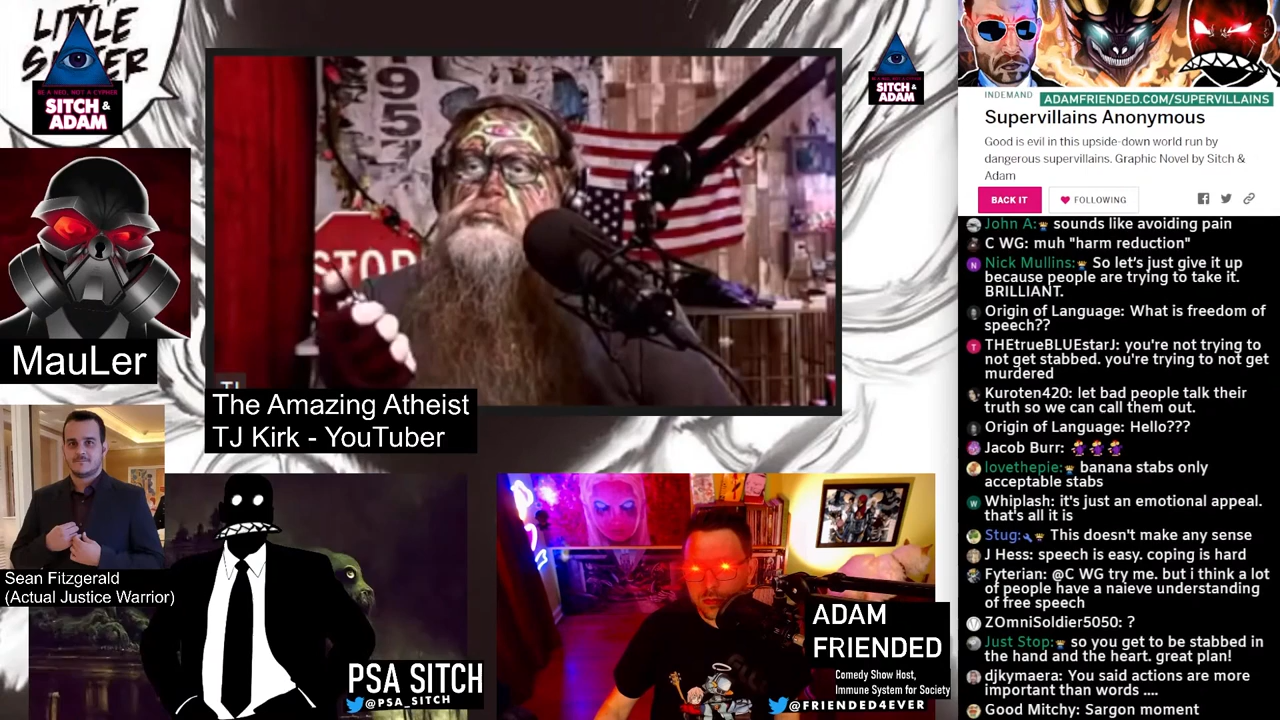 LITTLE
BE A NEO, NOT A CYPHER
SITCH &
ADAM
MauLer
Sean Fitzgerald
(Actual Justice Warrior)
1957
STOP
The Amazing Atheist
TJ Kirk - YouTuber
SITCH &
ADAM
PSA SITCH
@PSA_SITCH
ADAM
FRIENDED
Comedy Show Host,
Immune System for Society
@FRIENDED4EVER
INDEMAND
ADAMFRIENDED.COM/SUPERVILLAINS
Supervillains Anonymous
Good is evil in this upside-down world run by
dangerous supervillains. Graphic Novel by Sitch &
Adam
BACK IT
FOLLOWING
John A: sounds like avoiding pain
C WG: muh "harm reduction"
Nick Mullins: So let's just give it up
because people are trying to take it.
BRILLIANT.
Origin of Language: What is freedom of
speech??
THEtrueBLUEstarJ: you're not trying to
not get stabbed. you're trying to not get
murdered
Kuroten420: let bad people talk their
truth so we can call them out.
Origin of Language: Hello???
Jacob Burr:
lovethepie: banana stabs only
acceptable stabs
Whiplash: it's just an emotional appeal.
that's all it is
Stug: This doesn't make any sense
J Hess: speech is easy. coping is hard
Fyterian: @C WG try me. but i think a lot
of people have a naieve understanding
of free speech
ZOmniSoldier5050: ?
Just Stop: so you get to be stabbed in
the hand and the heart. great plan!
djkymaera: You said actions are more
important than words ....
Good Mitchy: Sargon moment